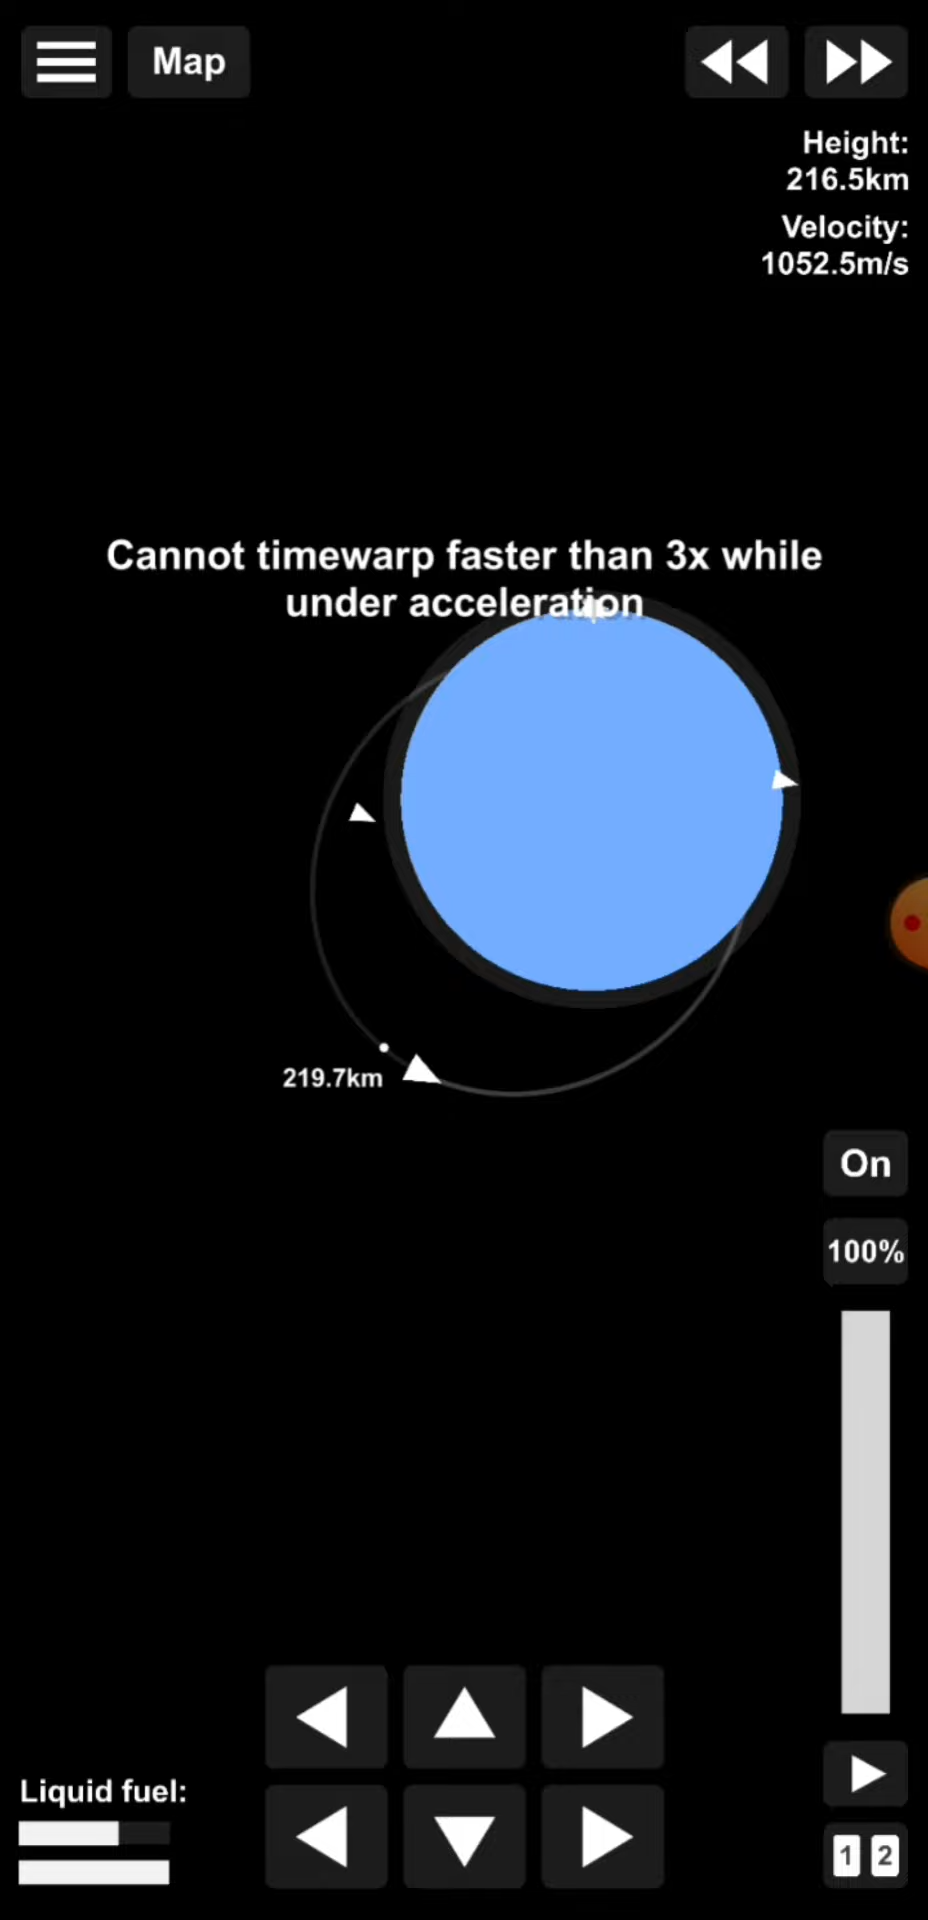 Map
Height:
216.5km
Velocity:
1052.5m/s
Cannot timewarp faster than 3x while
under acceleration
219.7km
On
100%
Liquid fuel:
1 2